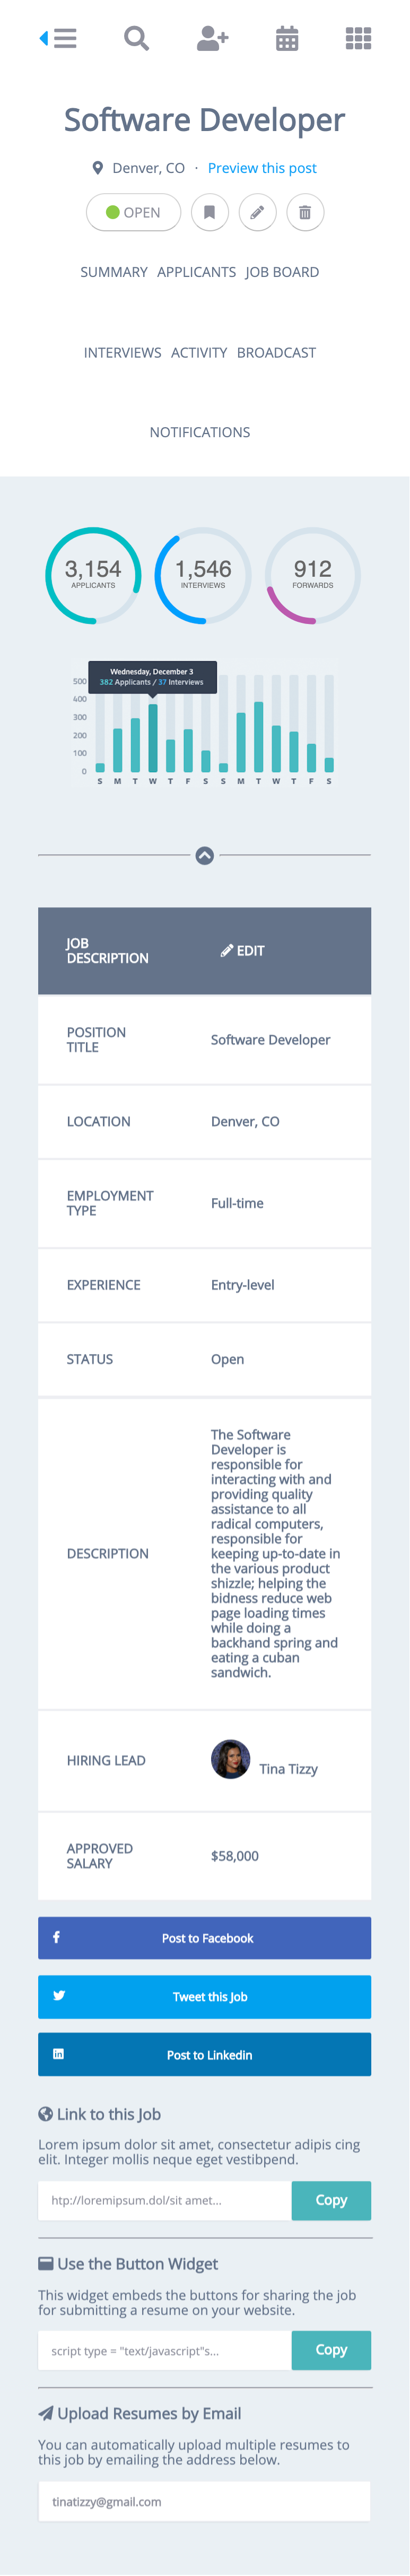 Software Developer
Denver, CO · Preview this post
OPEN
SUMMARY APPLICANTS JOB BOARD
INTERVIEWS ACTIVITY BROADCAST
NOTIFICATIONS
3,154 1,546 912
APPLICANTS INTERVIEWS FORWARDS
Wednesday, December 3
382 Applicants / 37 Interviews
500
400
300
200
100
0
S M T W T F S S M T W T F S
JOB
DESCRIPTION
EDIT
POSITION
TITLE
Software Developer
LOCATION
Denver, CO
EMPLOYMENT
TYPE
Full-time
EXPERIENCE
Entry-level
STATUS
Open
DESCRIPTION
The Software
Developer is
responsible for
interacting with and
providing quality
assistance to all
radical computers,
responsible for
keeping up-to-date in
the various product
shizzle; helping the
bidness reduce web
page loading times
while doing a
backhand spring and
eating a cuban
sandwich.
HIRING LEAD
Tina Tizzy
APPROVED
SALARY
$58,000
Post to Facebook
Tweet this Job
Post to Linkedin
Link to this Job
Lorem ipsum dolor sit amet, consectetur adipis cing
elit. Integer mollis neque eget vestibpend.
htp://loremipsum.dol/sit amet...
Copy
Use the Button Widget
This widget embeds the buttons for sharing the job
for submitting a resume on your website.
script type = "text/javascript"s...
Copy
Upload Resumes by Email
You can automatically upload multiple resumes to
this job by emailing the address below.
tinatizzy@gmail.com